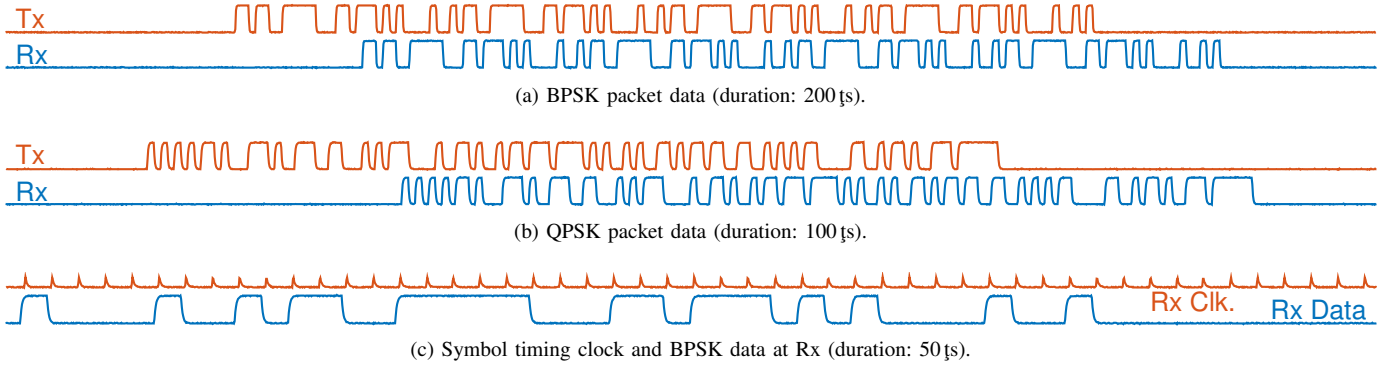 Tx
Rx
(a) BPSK packet data (duration: 200 ţs).
Tx
Rx
(b) QPSK packet data (duration: 100 ţs).
Rx Clk.
Rx Data
(c) Symbol timing clock and BPSK data at Rx (duration: 50 ţs).